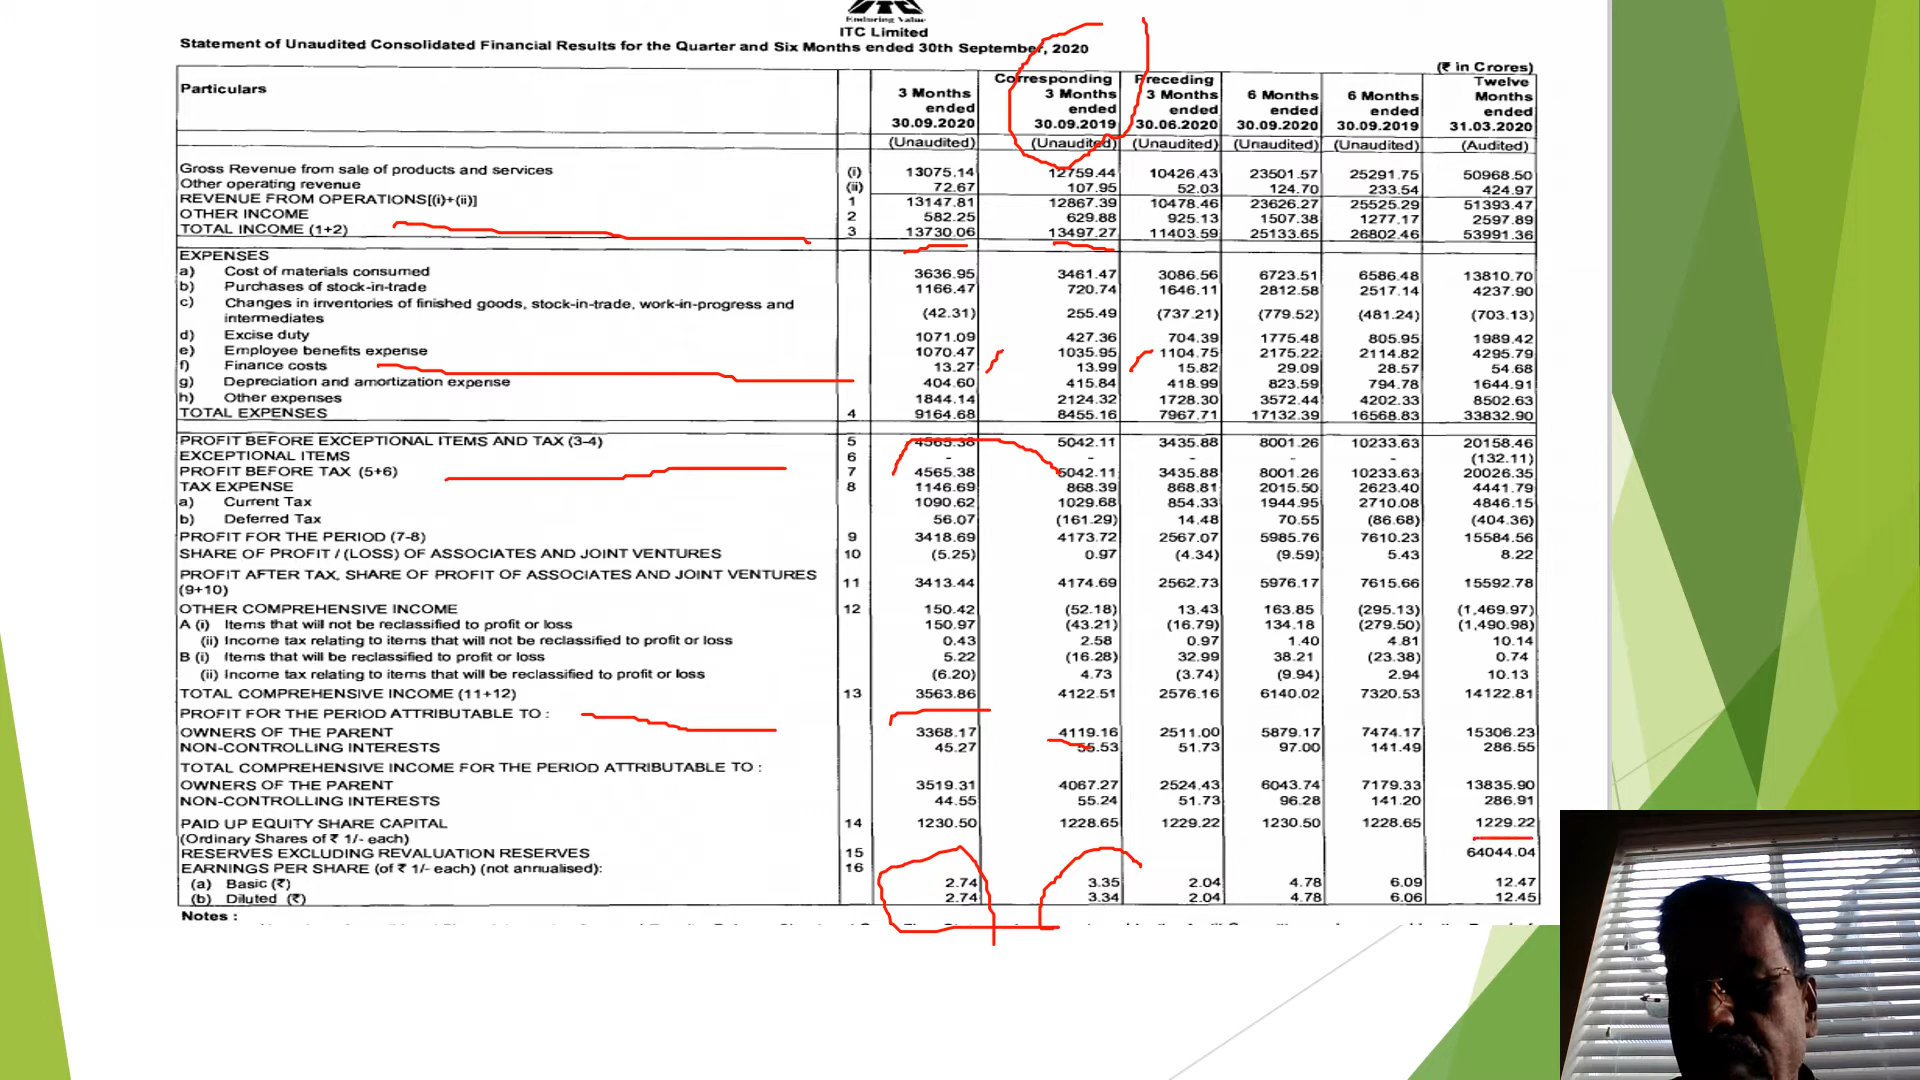 ITC
Enduring Value
ITC Limited
Statement of Unaudited Consolidated Financial Results for the Quarter and Six Months ended 30th September, 2020
(₹ in Crores)
Particulars 3 Months ended 30.09.2020 Corresponding 3 Months ended 30.09.2019 Preceding 3 Months ended 30.06.2020 6 Months ended 30.09.2020 6 Months ended 30.09.2019 Twelve Months ended 31.03.2020
(Unaudited) (Unaudited) (Unaudited) (Unaudited) (Unaudited) (Audited)
Gross Revenue from sale of products and services (i) 13075.14 12759.44 10426.43 23501.57 25291.75 50968.50
Other operating revenue (ii) 72.67 107.95 52.03 124.70 233.54 424.97
REVENUE FROM OPERATIONS[(i)+(ii)] 1 13147.81 12867.39 10478.46 23626.27 25525.29 51393.47
OTHER INCOME 2 582.25 629.88 925.13 1507.38 1277.17 2597.89
TOTAL INCOME (1+2) 3 13730.06 13497.27 11403.59 25133.65 26802.46 53991.36
EXPENSES
a) Cost of materials consumed 3636.95 3461.47 3086.56 6723.51 6586.48 13810.70
b) Purchases of stock-in-trade 1166.47 720.74 1646.11 2812.58 2517.14 4237.90
c) Changes in inventories of finished goods, stock-in-trade, work-in-progress and
intermediates (42.31) 255.49 (737.21) (779.52) (481.24) (703.13)
d) Excise duty 1071.09 427.36 704.39 1775.48 805.95 1989.42
e) Employee benefits expense 1070.47 1035.95 1104.75 2175.22 2114.82 4295.79
f) Finance costs 13.27 13.99 15.82 29.09 28.57 54.68
g) Depreciation and amortization expense 404.60 415.84 418.99 823.59 794.78 1644.91
h) Other expenses 1844.14 2124.32 1728.30 3572.44 4202.33 8502.63
TOTAL EXPENSES 4 9164.68 8455.16 7967.71 17132.39 16568.83 33832.90
PROFIT BEFORE EXCEPTIONAL ITEMS AND TAX (3-4) 5 4565.38 5042.11 3435.88 8001.26 10233.63 20158.46
EXCEPTIONAL ITEMS 6 - - - - - (132.11)
PROFIT BEFORE TAX (5+6) 7 4565.38 5042.11 3435.88 8001.26 10233.63 20026.35
TAX EXPENSE 8 1146.69 868.39 868.81 2015.50 2623.40 4441.79
a) Current Tax 1090.62 1029.68 854.33 1944.95 2710.08 4846.15
b) Deferred Tax 56.07 (161.29) 14.48 70.55 (86.68) (404.36)
PROFIT FOR THE PERIOD (7-8) 9 3418.69 4173.72 2567.07 5985.76 7610.23 15584.56
SHARE OF PROFIT / (LOSS) OF ASSOCIATES AND JOINT VENTURES 10 (5.25) 0.97 (4.34) (9.59) 5.43 8.22
PROFIT AFTER TAX, SHARE OF PROFIT OF ASSOCIATES AND JOINT VENTURES
(9+10) 11 3413.44 4174.69 2562.73 5976.17 7615.66 15592.78
OTHER COMPREHENSIVE INCOME 12 150.42 (52.18) 13.43 163.85 (295.13) (1,469.97)
A (i) Items that will not be reclassified to profit or loss 150.97 (43.21) (16.79) 134.18 (279.50) (1,490.98)
(ii) Income tax relating to items that will not be reclassified to profit or loss 0.43 2.58 0.97 1.40 4.81 10.14
B (i) Items that will be reclassified to profit or loss 5.22 (16.28) 32.99 38.21 (23.38) 0.74
(ii) Income tax relating to items that will be reclassified to profit or loss (6.20) 4.73 (3.74) (9.94) 2.94 10.13
TOTAL COMPREHENSIVE INCOME (11+12) 13 3563.86 4122.51 2576.16 6140.02 7320.53 14122.81
PROFIT FOR THE PERIOD ATTRIBUTABLE TO :
OWNERS OF THE PARENT 3368.17 4119.16 2511.00 5879.17 7474.17 15306.23
NON-CONTROLLING INTERESTS 45.27 55.53 51.73 97.00 141.49 286.55
TOTAL COMPREHENSIVE INCOME FOR THE PERIOD ATTRIBUTABLE TO :
OWNERS OF THE PARENT 3519.31 4067.27 2524.43 6043.74 7179.33 13835.90
NON-CONTROLLING INTERESTS 44.55 55.24 51.73 96.28 141.20 286.91
PAID UP EQUITY SHARE CAPITAL 14 1230.50 1228.65 1229.22 1230.50 1228.65 1229.22
(Ordinary Shares of ₹ 1/- each)
RESERVES EXCLUDING REVALUATION RESERVES 15 64044.04
EARNINGS PER SHARE (of ₹ 1/- each) (not annualised): 16
(a) Basic (₹) 2.74 3.35 2.04 4.78 6.09 12.47
(b) Diluted (₹) 2.74 3.34 2.04 4.78 6.06 12.45
Notes :